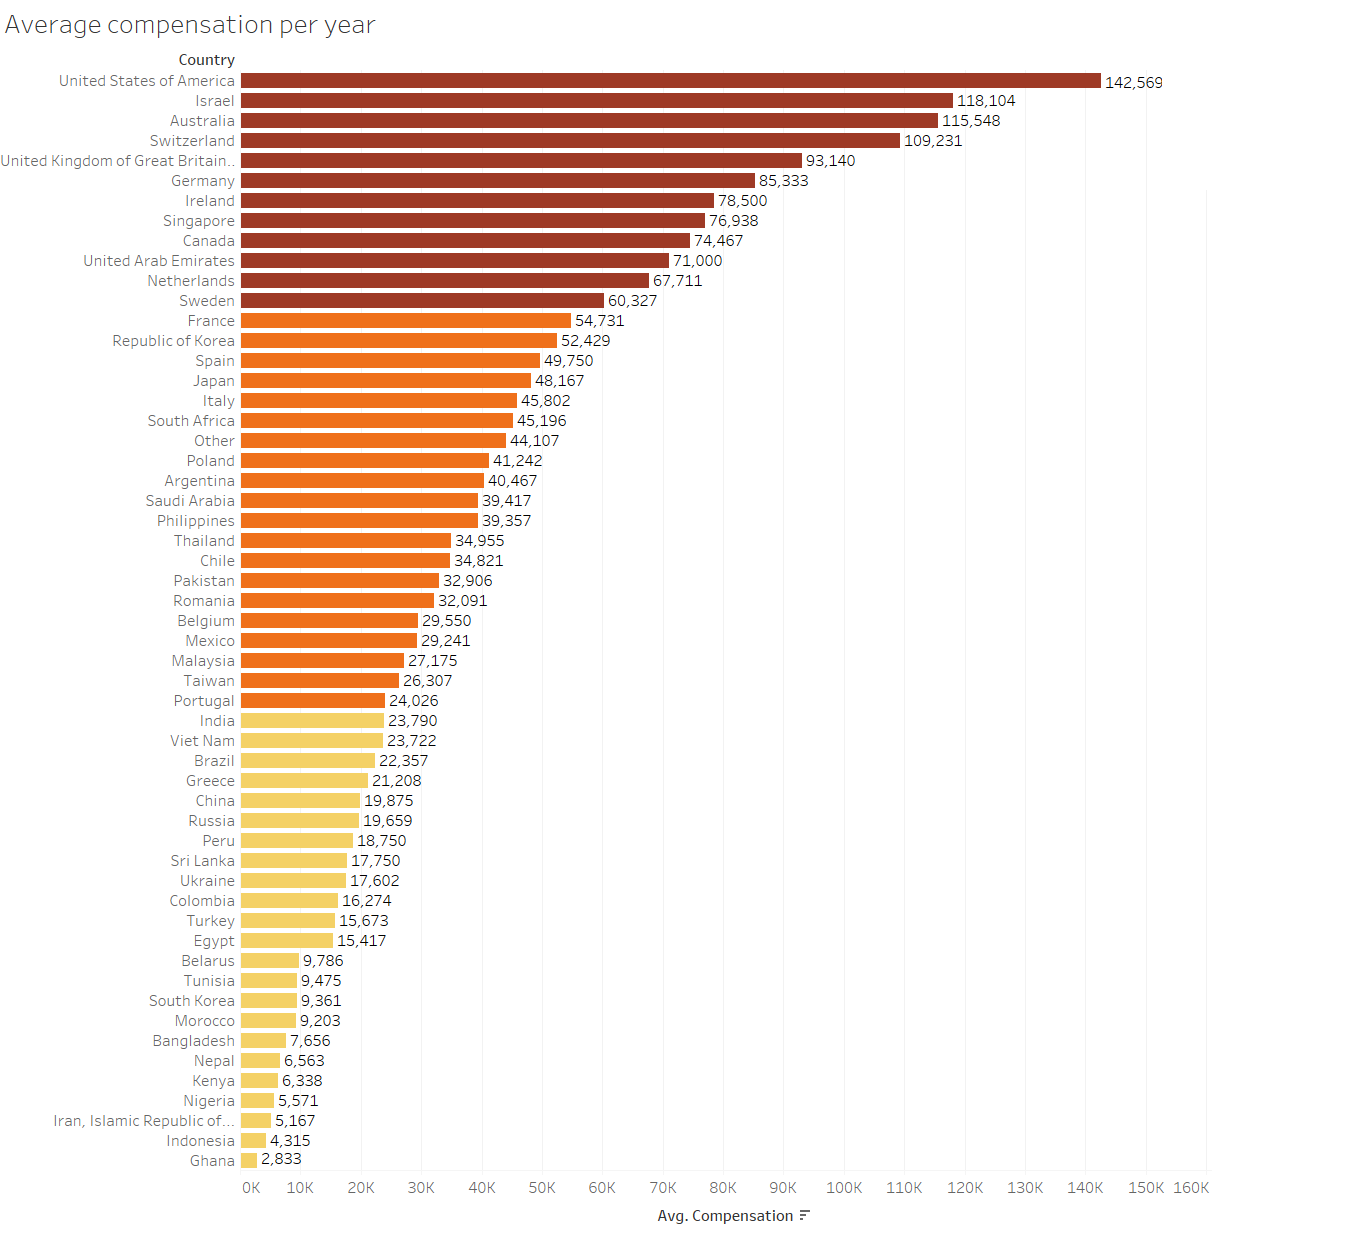 Average compensation per year
Country
United States of America 142,569
Israel 118,104
Australia 115,548
Switzerland 109,231
United Kingdom of Great Britain.. 93,140
Germany 85,333
Ireland 78,500
Singapore 76,938
Canada 74,467
United Arab Emirates 71,000
Netherlands 67,711
Sweden 60,327
France 54,731
Republic of Korea 52,429
Spain 49,750
Japan 48,167
Italy 45,802
South Africa 45,196
Other 44,107
Poland 41,242
Argentina 40,467
Saudi Arabia 39,417
Philippines 39,357
Thailand 34,955
Chile 34,821
Pakistan 32,906
Romania 32,091
Belgium 29,550
Mexico 29,241
Malaysia 27,175
Taiwan 26,307
Portugal 24,026
India 23,790
Viet Nam 23,722
Brazil 22,357
Greece 21,208
China 19,875
Russia 19,659
Peru 18,750
Sri Lanka 17,750
Ukraine 17,602
Colombia 16,274
Turkey 15,673
Egypt 15,417
Belarus 9,786
Tunisia 9,475
South Korea 9,361
Morocco 9,203
Bangladesh 7,656
Nepal 6,563
Kenya 6,338
Nigeria 5,571
Iran, Islamic Republic of... 5,167
Indonesia 4,315
Ghana 2,833
0K 10K 20K 30K 40K 50K 60K 70K 80K 90K 100K 110K 120K 130K 140K 150K 160K
Avg. Compensation